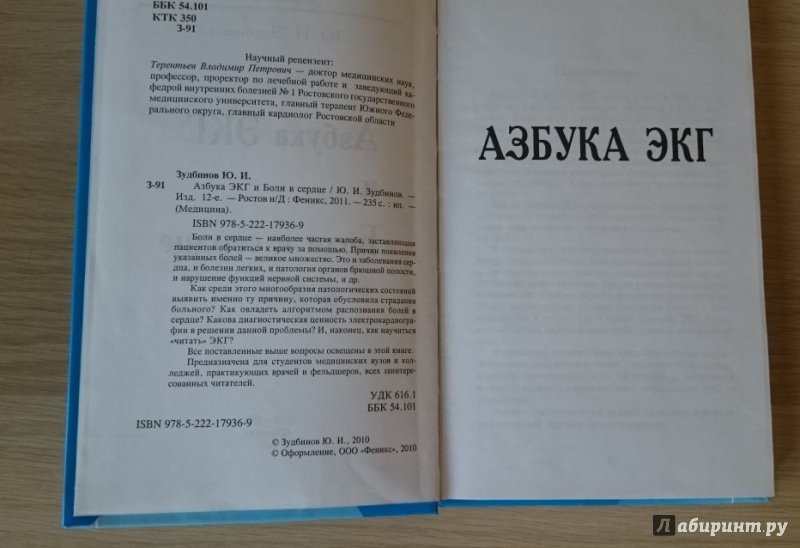 ББК 54.101
КТК 350
З-91
Научный рецензент:
Терентьев Владимир Петрович — доктор медицинских наук,
профессор, проректор по лечебной работе и заведующий ка-
федрой внутренних болезней № 1 Ростовского государственного
медицинского университета, главный терапевт Южного Феде-
рального округа, главный кардиолог Ростовской области
Зудбинов Ю. И.
З-91 Азбука ЭКГ и Боли в сердце / Ю. И. Зудбинов. —
Изд. 12-е. — Ростов н/Д : Феникс, 2011. — 235 с. : ил. —
(Медицина).
ISBN 978-5-222-17936-9
Боли в сердце — наиболее частая жалоба, заставляющая
пациентов обратиться к врачу за помощью. Причин появления
указанных болей — великое множество. Это и заболевания сер-
дца, и болезни легких, и патология органов брюшной полости,
и нарушение функций нервной системы, и др.
Как среди этого многообразия патологических состояний
выявить именно ту причину, которая обусловила страдания
больного? Как овладеть алгоритмом распознания болей в
сердце? Какова диагностическая ценность электрокардиогра-
фии в решении данной проблемы? И, наконец, как научиться
«читать» ЭКГ?
Все поставленные выше вопросы освещены в этой книге.
Предназначена для студентов медицинских вузов и кол-
леджей, практикующих врачей и фельдшеров, всех заинте-
ресованных читателей.
УДК 616.1
ББК 54.101
ISBN 978-5-222-17936-9
© Зудбинов Ю. И., 2010
© Оформление, ООО «Феникс», 2010
АЗБУКА ЭКГ
Лабиринт.ру